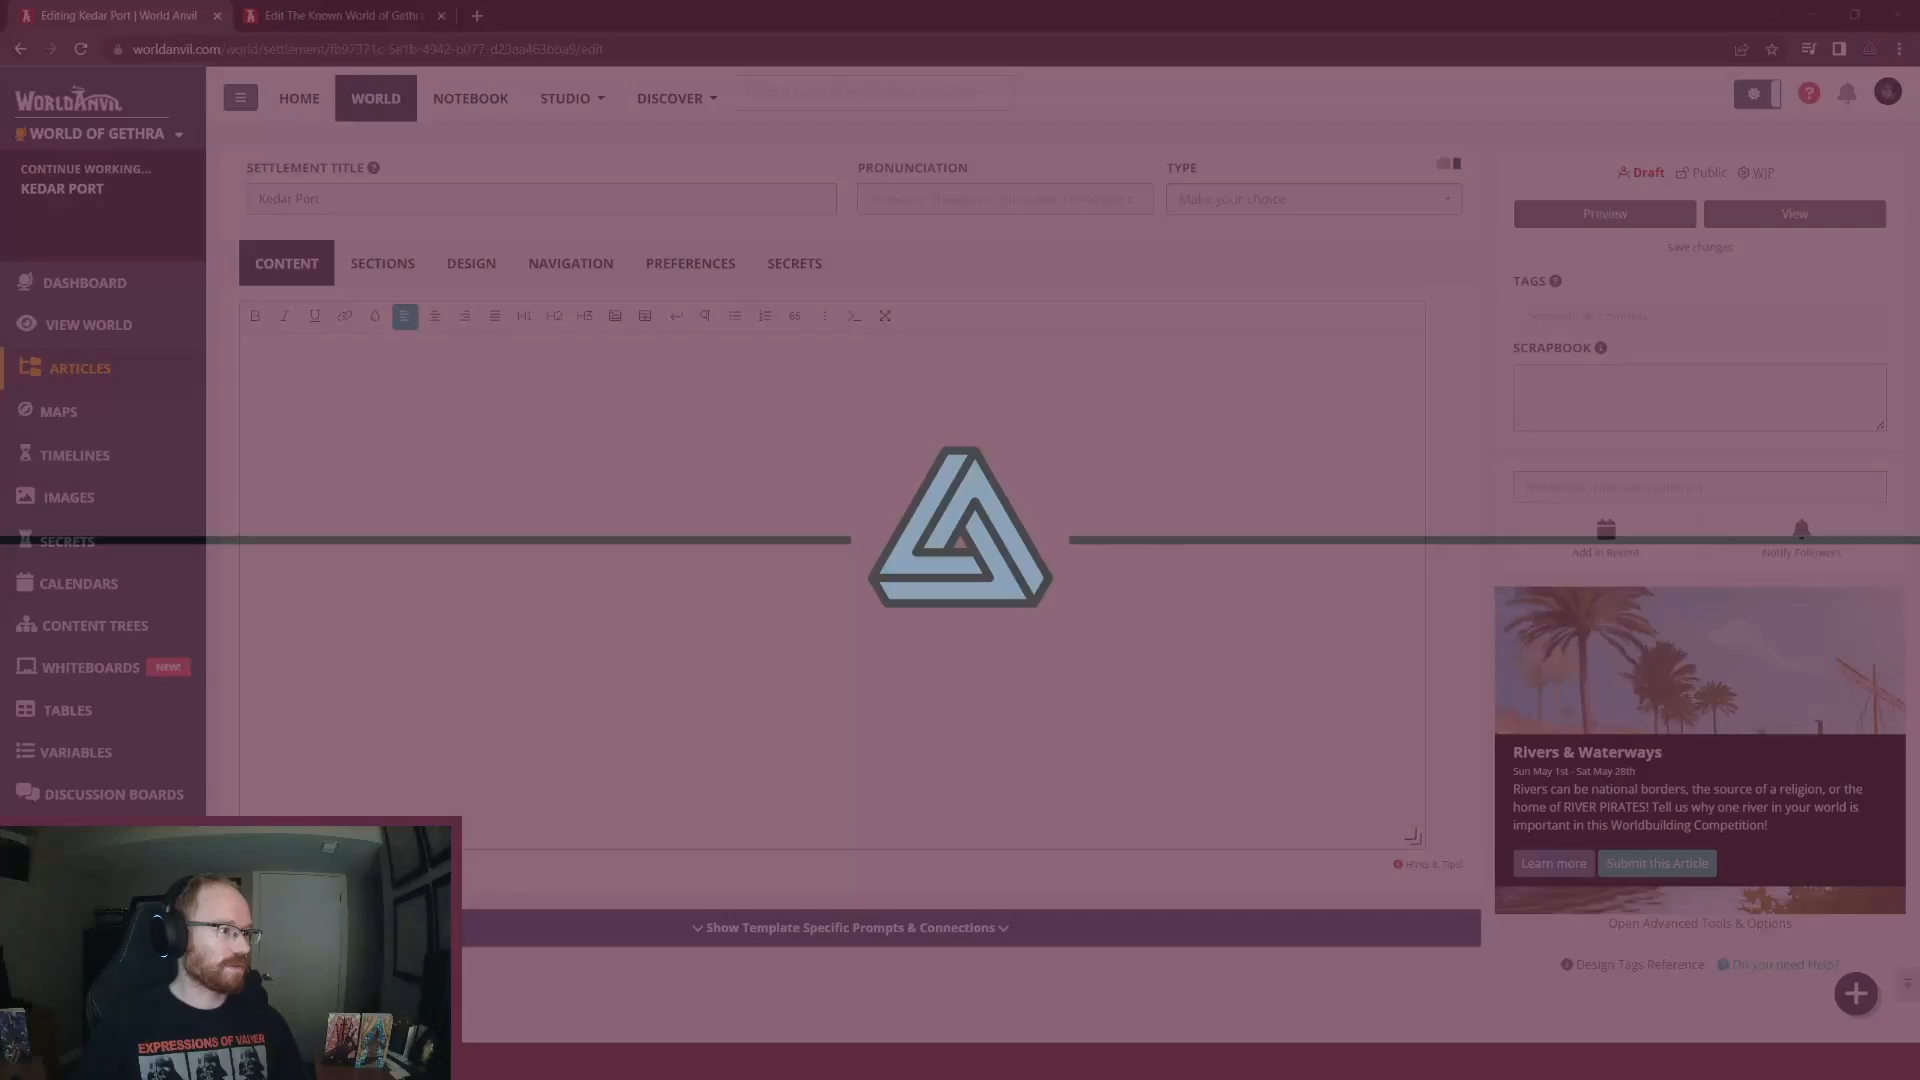 Editing Kedar Port | World Anvil
Edit The Known World of Gethra
worldanvil.com/world/settlement/fb97371c-5e1b-4942-b077-d23aa463bba9/edit
WORLDANVIL
WORLD OF GETHRA
CONTINUE WORKING...
KEDAR PORT
HOME
WORLD
NOTEBOOK
STUDIO
DISCOVER
SETTLEMENT TITLE
PRONUNCIATION
TYPE
Kedar Port
Make your choice
CONTENT
SECTIONS
DESIGN
NAVIGATION
PREFERENCES
SECRETS
B I U H1 H2 H3 66
Draft Public WIP
Preview
View
Save changes
TAGS
SCRAPBOOK
Add in Recent
Notify Followers
DASHBOARD
VIEW WORLD
ARTICLES
MAPS
TIMELINES
IMAGES
SECRETS
CALENDARS
CONTENT TREES
WHITEBOARDS NEW!
TABLES
VARIABLES
DISCUSSION BOARDS
Rivers & Waterways
Sun May 1st - Sat May 28th
Rivers can be national borders, the source of a religion, or the
home of RIVER PIRATES! Tell us why one river in your world is
important in this Worldbuilding Competition!
Learn more
Submit this Article
Hints & Tips!
Show Template Specific Prompts & Connections
Open Advanced Tools & Options
Design Tags Reference
Do you need Help?
EXPRESSIONS OF VADER